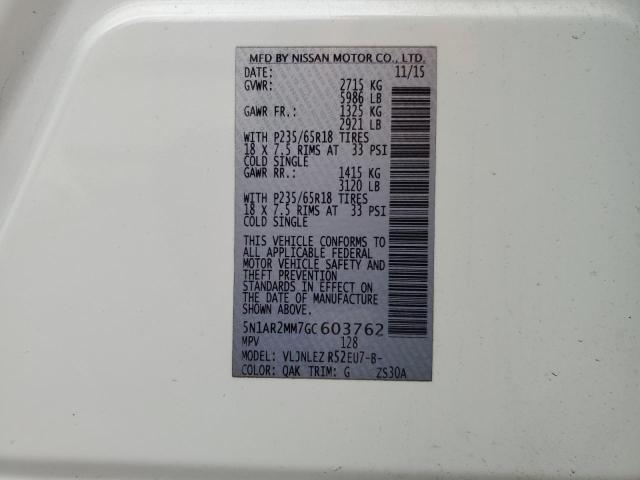 MFD BY NISSAN MOTOR CO., LTD.
DATE: 11/15
GVWR: 2715 KG
5986 LB
GAWR FR.: 1325 KG
2921 LB
WITH P235/65R18 TIRES
18 X 7.5 RIMS AT 33 PSI
COLD SINGLE
GAWR RR.: 1415 KG
3120 LB
WITH P235/65R18 TIRES
18 X 7.5 RIMS AT 33 PSI
COLD SINGLE
THIS VEHICLE CONFORMS TO
ALL APPLICABLE FEDERAL
MOTOR VEHICLE SAFETY AND
THEFT PREVENTION
STANDARDS IN EFFECT ON
THE DATE OF MANUFACTURE
SHOWN ABOVE.
5N1AR2MM7GC603762
MPV 128
MODEL: VLJNLEZ R52EU7-B-
COLOR: QAK TRIM: G ZS30A